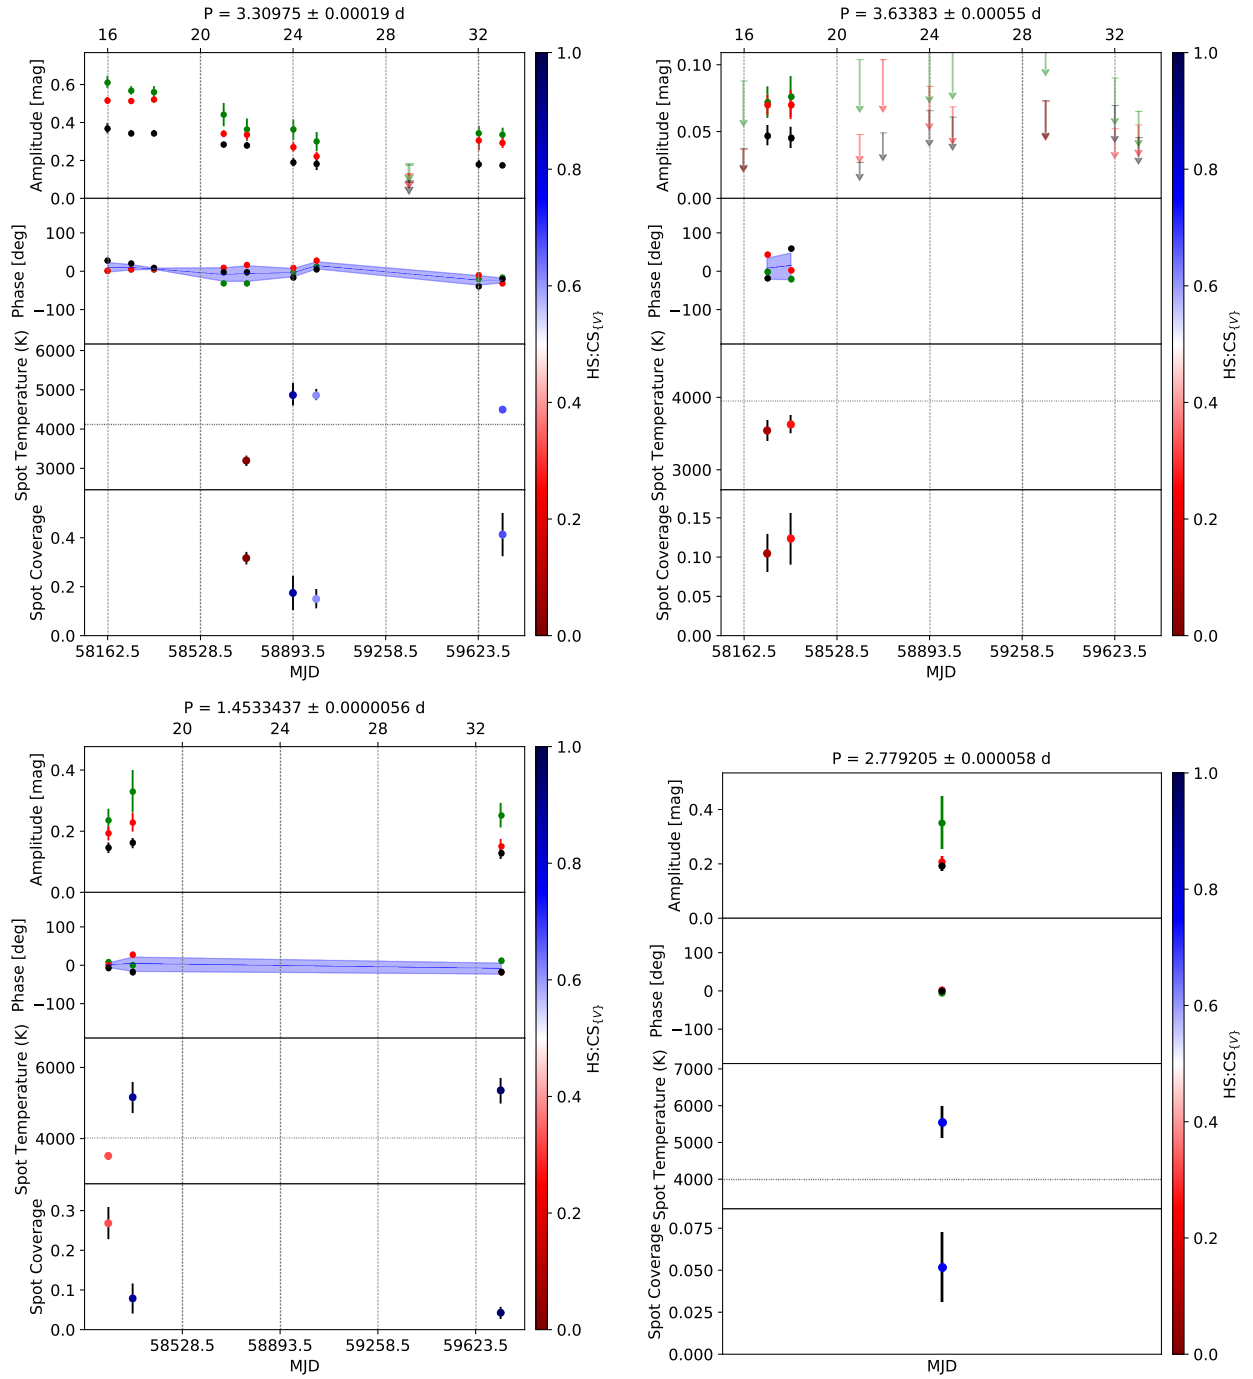 P = 3.30975 ± 0.00019 d
16 20 24 28 32
Amplitude [mag]
0.6
0.4
0.2
0.0
Phase [deg]
100
0
−100
Spot Temperature (K)
6000
5000
4000
3000
Spot Coverage
0.4
0.2
0.0
58162.5 58528.5 58893.5 59258.5 59623.5
MJD
1.0
0.8
0.6
0.4
0.2
0.0
HS:CS{V}
P = 3.63383 ± 0.00055 d
16 20 24 28 32
Amplitude [mag]
0.10
0.05
0.00
Phase [deg]
100
0
−100
Spot Temperature (K)
4000
3000
Spot Coverage
0.15
0.10
0.05
0.00
58162.5 58528.5 58893.5 59258.5 59623.5
MJD
1.0
0.8
0.6
0.4
0.2
0.0
HS:CS{V}
P = 1.4533437 ± 0.0000056 d
20 24 28 32
Amplitude [mag]
0.4
0.2
0.0
Phase [deg]
100
0
−100
Spot Temperature (K)
6000
4000
Spot Coverage
0.3
0.2
0.1
0.0
58528.5 58893.5 59258.5 59623.5
MJD
1.0
0.8
0.6
0.4
0.2
0.0
HS:CS{V}
P = 2.779205 ± 0.000058 d
Amplitude [mag]
0.4
0.2
0.0
Phase [deg]
100
0
−100
Spot Temperature (K)
7000
6000
5000
4000
Spot Coverage
0.075
0.050
0.025
0.000
MJD
1.0
0.8
0.6
0.4
0.2
0.0
HS:CS{V}